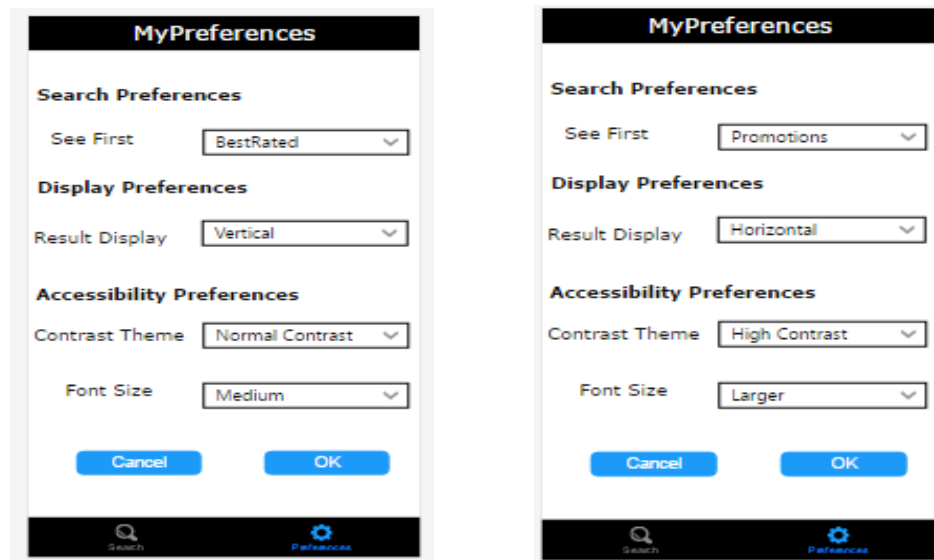 MyPreferences
Search Preferences
See First BestRated
Display Preferences
Result Display Vertical
Accessibility Preferences
Contrast Theme Normal Contrast
Font Size Medium
Cancel OK
Search Preferences
MyPreferences
Search Preferences
See First Promotions
Display Preferences
Result Display Horizontal
Accessibility Preferences
Contrast Theme High Contrast
Font Size Larger
Cancel OK
Search Preferences